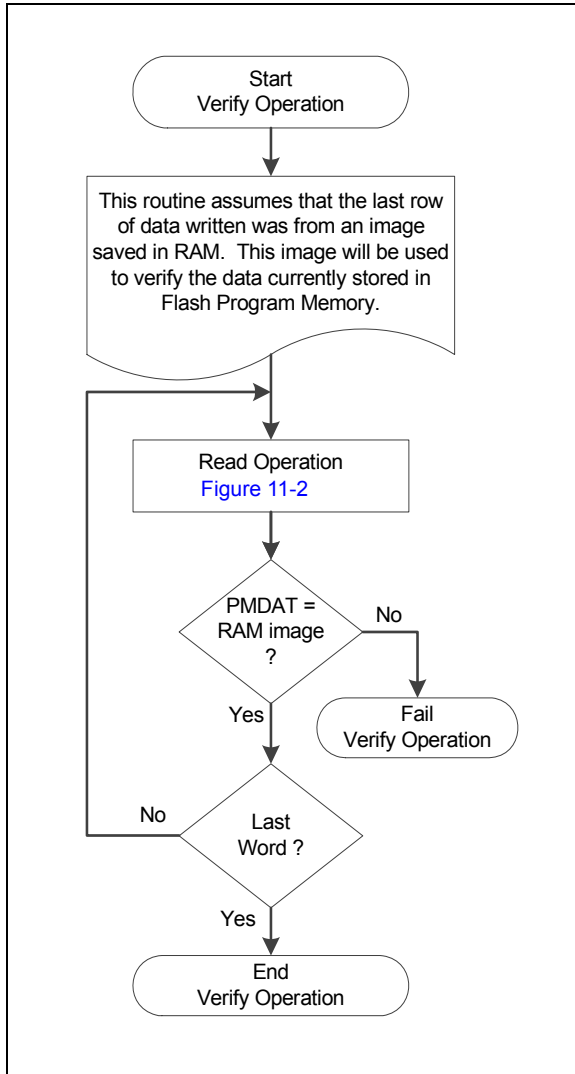 Start
Verify Operation
This routine assumes that the last row
of data written was from an image
saved in RAM.  This image will be used
to verify the data currently stored in
Flash Program Memory.
Read Operation
Figure 11-2
PMDAT =
RAM image
?
No
Yes
Fail
Verify Operation
No
Last
Word ?
Yes
End
Verify Operation